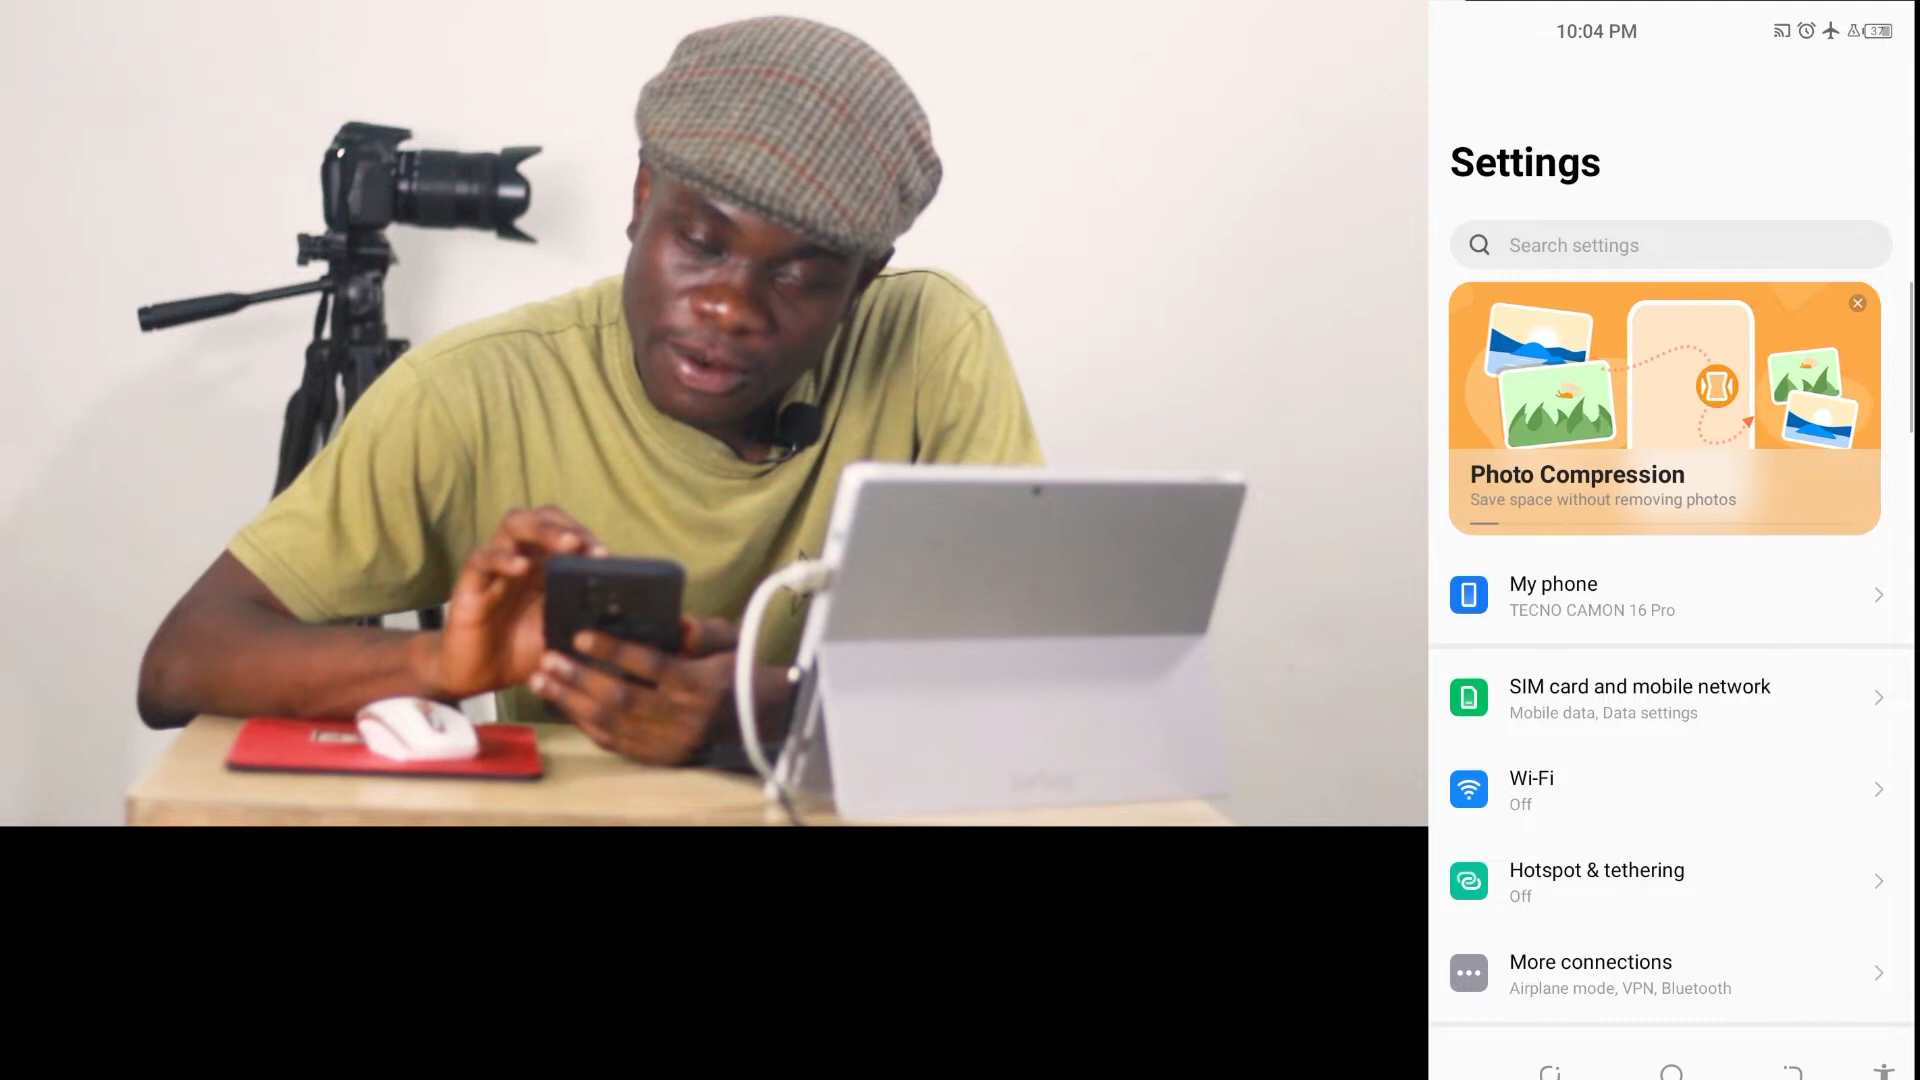 10:04 PM
37
Settings
Search settings
Photo Compression
Save space without removing photos
My phone
TECNO CAMON 16 Pro
SIM card and mobile network
Mobile data, Data settings
Wi-Fi
Off
Hotspot & tethering
Off
More connections
Airplane mode, VPN, Bluetooth